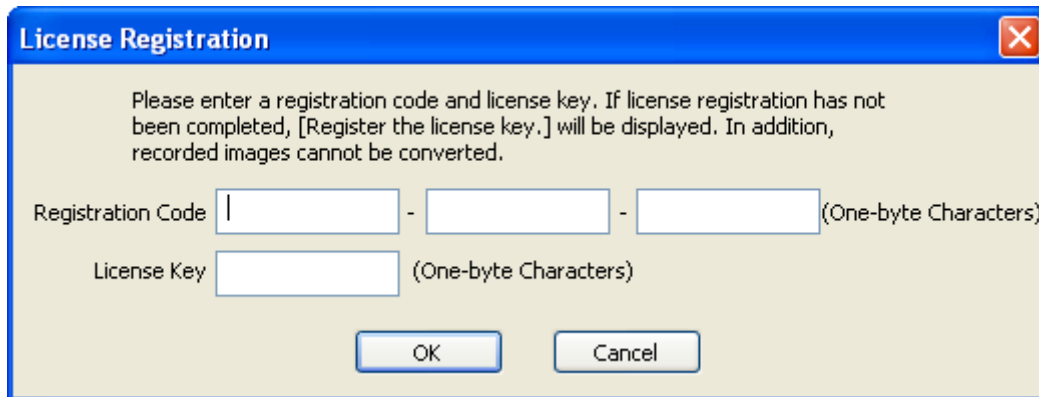 License Registration
Please enter a registration code and license key. If license registration has not
been completed, [Register the license key.] will be displayed. In addition,
recorded images cannot be converted.
Registration Code - - (One-byte Characters)
License Key (One-byte Characters)
OK Cancel